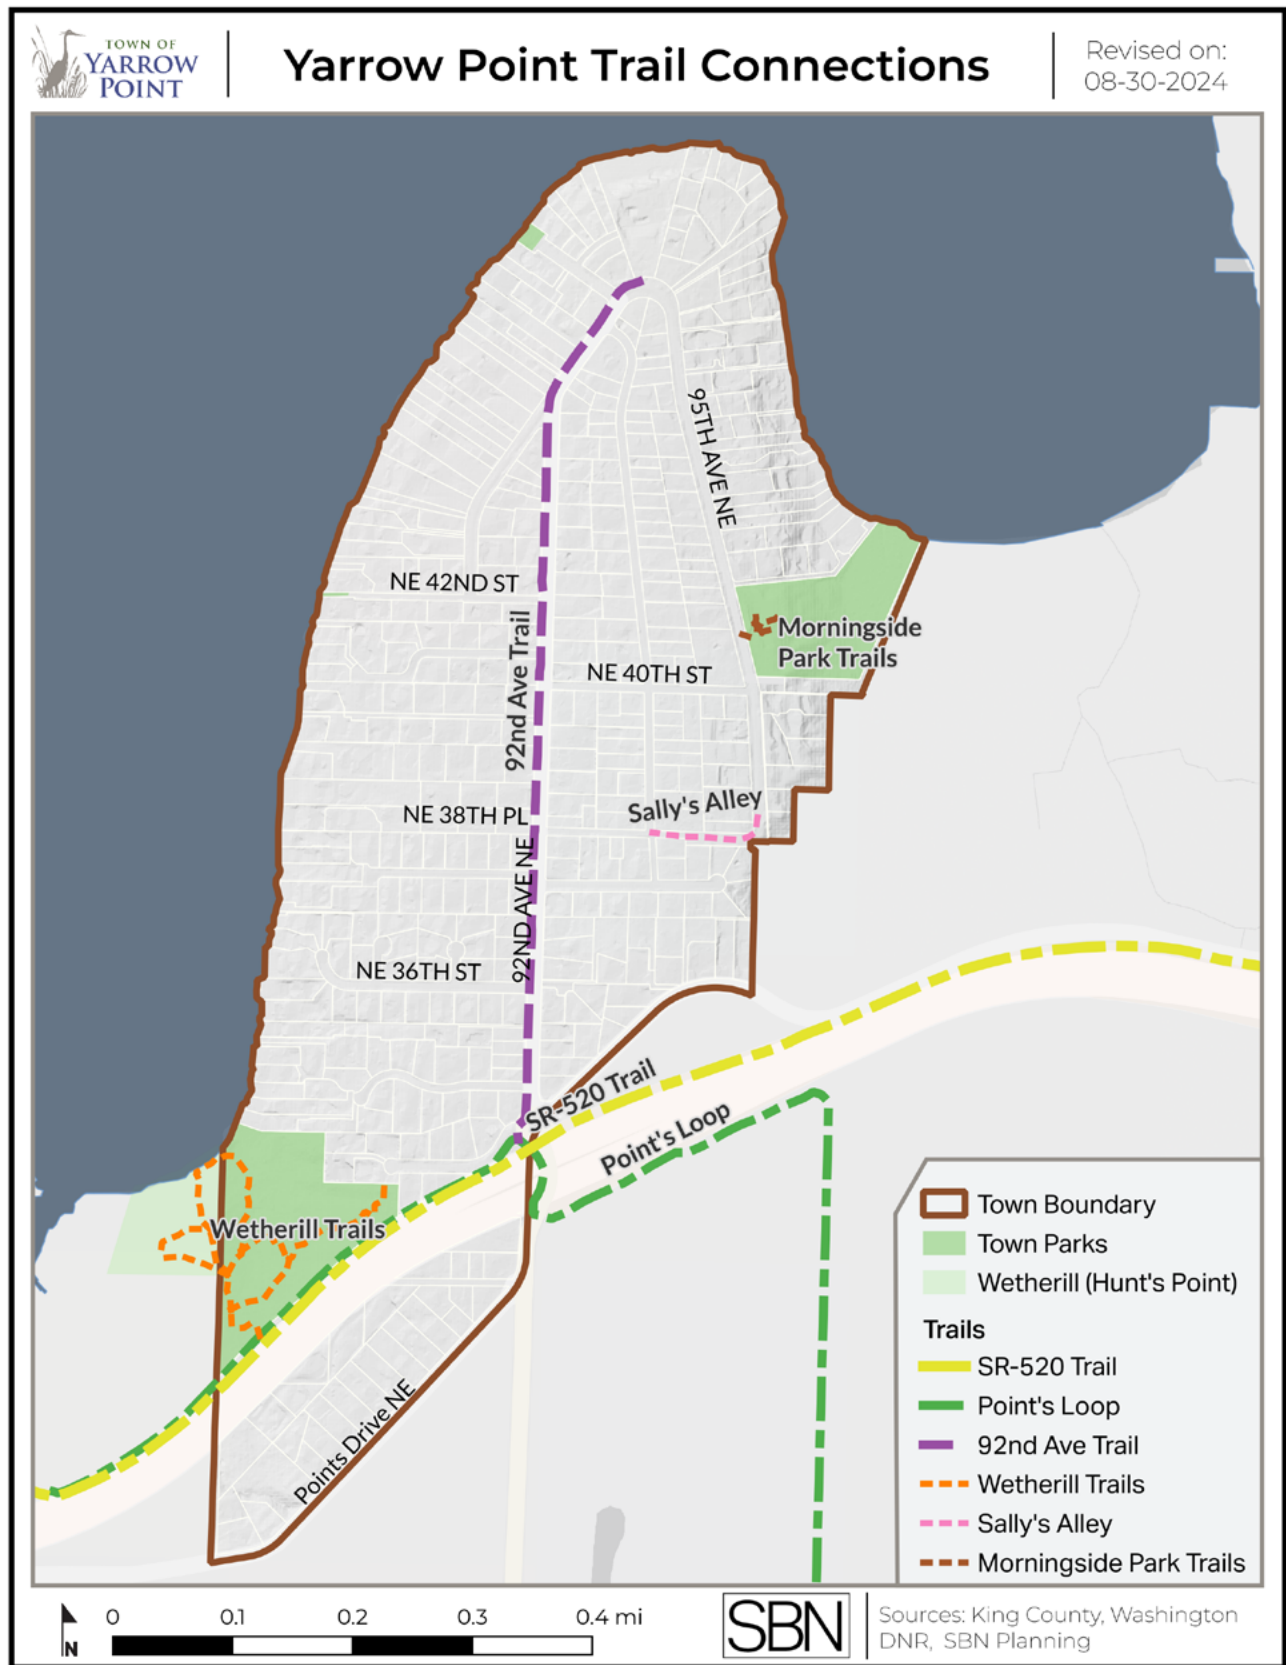 TOWN OF
YARROW
POINT
Yarrow Point Trail Connections
Revised on:
08-30-2024
95TH AVE NE
NE 42ND ST
92nd Ave Trail
Morningside
Park Trails
NE 40TH ST
Sally's Alley
NE 38TH PL
92ND AVE NE
NE 36TH ST
SR-520 Trail
Point's Loop
Wetherill Trails
Points Drive NE
Town Boundary
Town Parks
Wetherill (Hunt's Point)
Trails
SR-520 Trail
Point's Loop
92nd Ave Trail
Wetherill Trails
Sally's Alley
Morningside Park Trails
N
0 0.1 0.2 0.3 0.4 mi
SBN
Sources: King County, Washington
DNR, SBN Planning